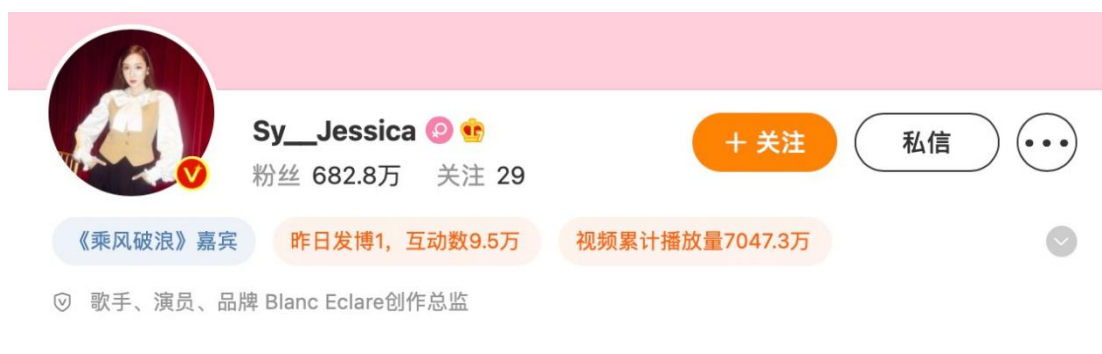 Sy__Jessica
+ 关注
私信
粉丝 682.8万 关注 29
《乘风破浪》嘉宾
昨日发博1，互动数9.5万
视频累计播放量7047.3万
歌手、演员、品牌 Blanc Eclare创作总监